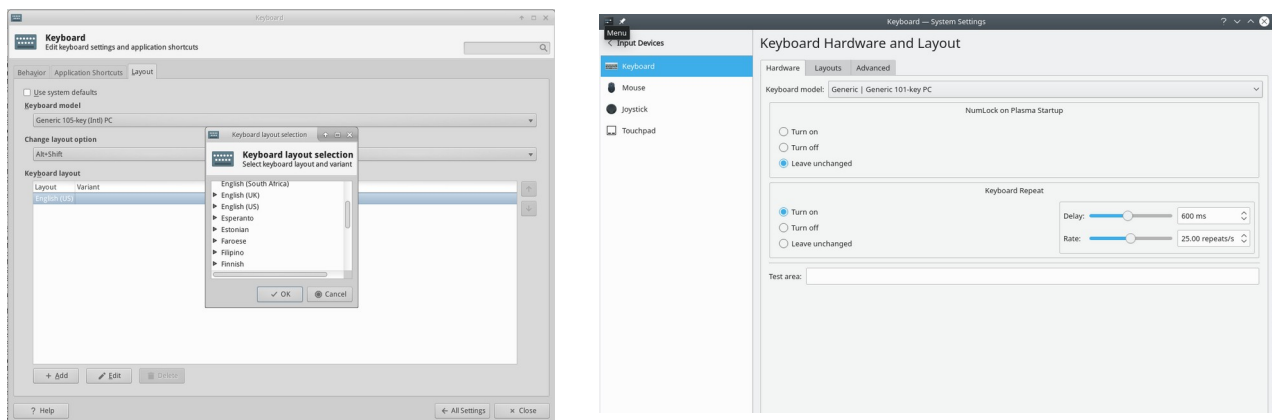 Keyboard
Keyboard
Edit keyboard settings and application shortcuts
Behavior Application Shortcuts Layout
Use system defaults
Keyboard model
Generic 105-key (Intl) PC
Change layout option
Alt+Shift
Keyboard layout
Layout Variant
English (US)
Keyboard layout selection
Keyboard layout selection
Select keyboard layout and variant
English (South Africa)
English (UK)
English (US)
Esperanto
Estonian
Faroese
Filipino
Finnish
OK Cancel
+ Add Edit Delete
? Help All Settings × Close
Keyboard — System Settings
Menu
Input Devices
Keyboard
Mouse
Joystick
Touchpad
Keyboard Hardware and Layout
Hardware Layouts Advanced
Keyboard model: Generic | Generic 101-key PC
NumLock on Plasma Startup
Turn on
Turn off
Leave unchanged
Keyboard Repeat
Turn on
Turn off
Leave unchanged
Delay: 600 ms
Rate: 25.00 repeats/s
Test area: